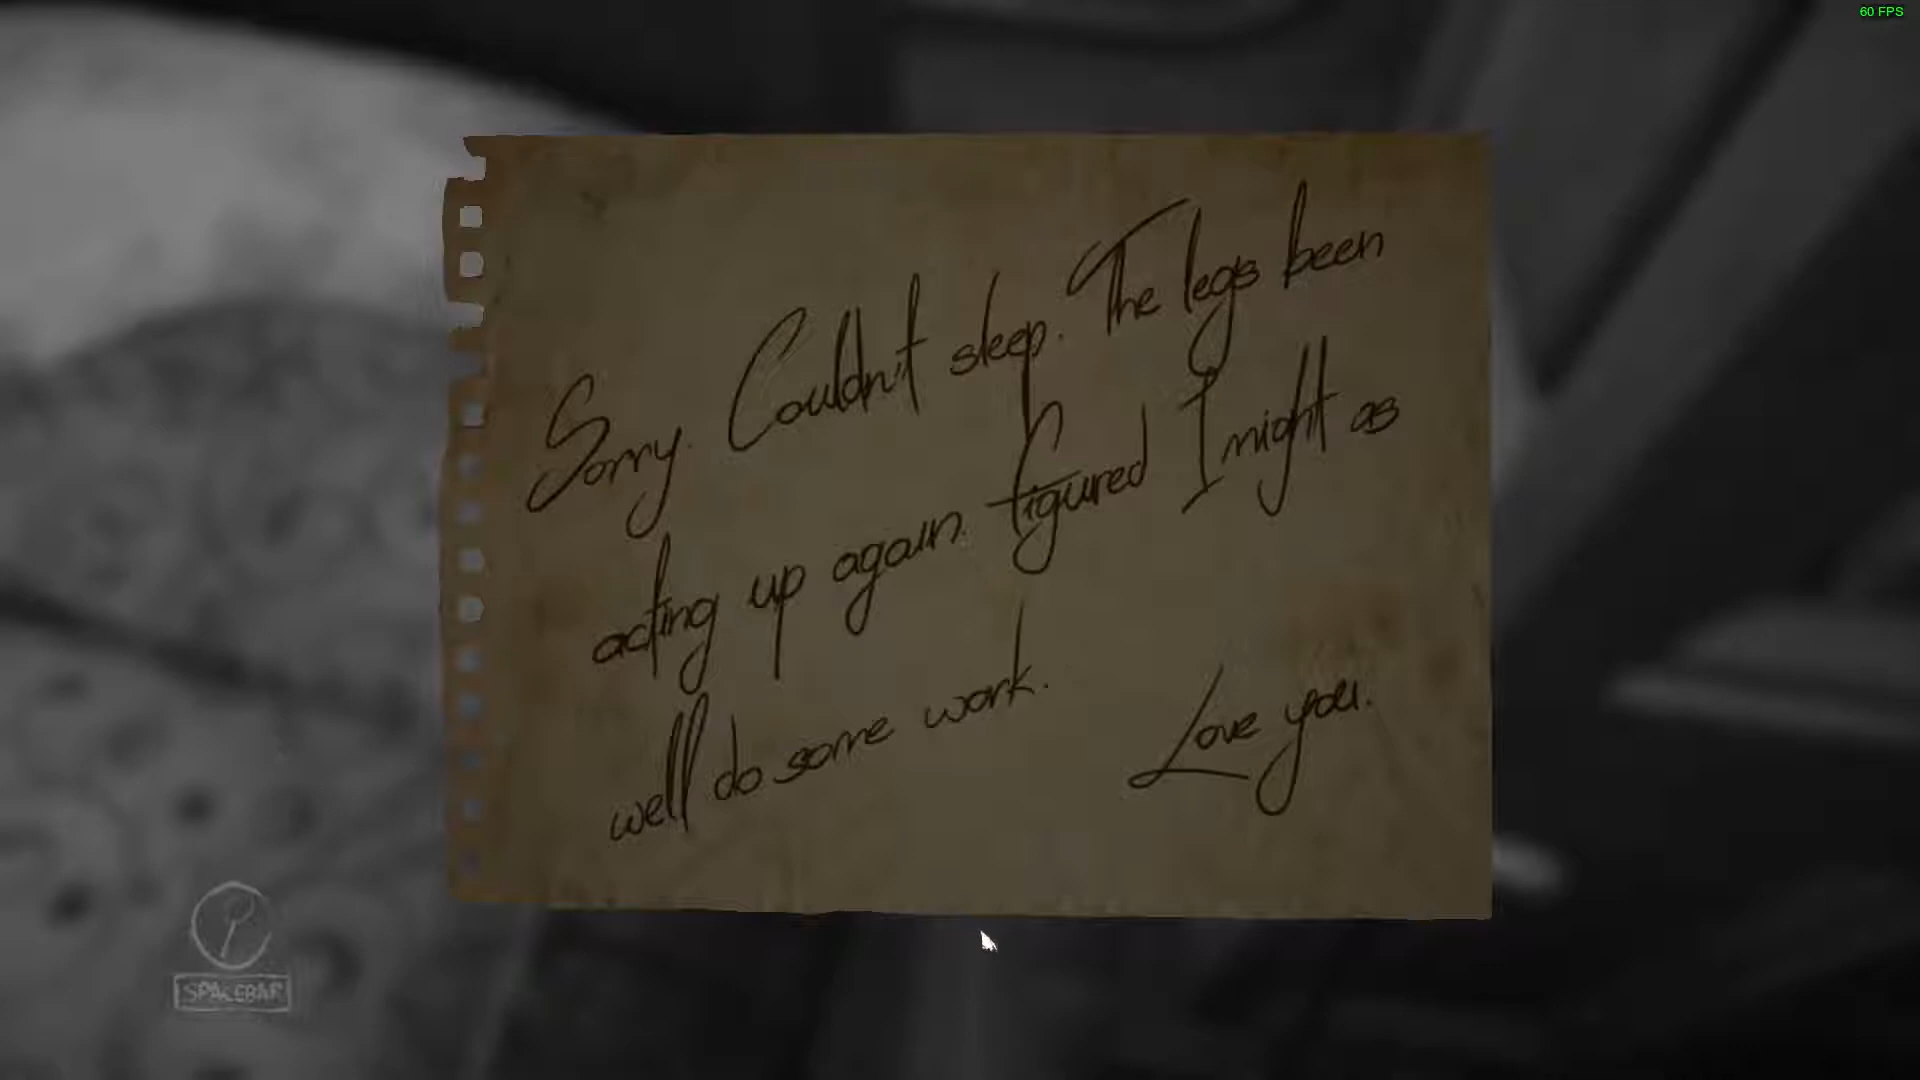 60 FPS
Sorry. Couldn't sleep. The legs been
acting up again. figured I might as
well do some work.
Love you.
SPACEBAR